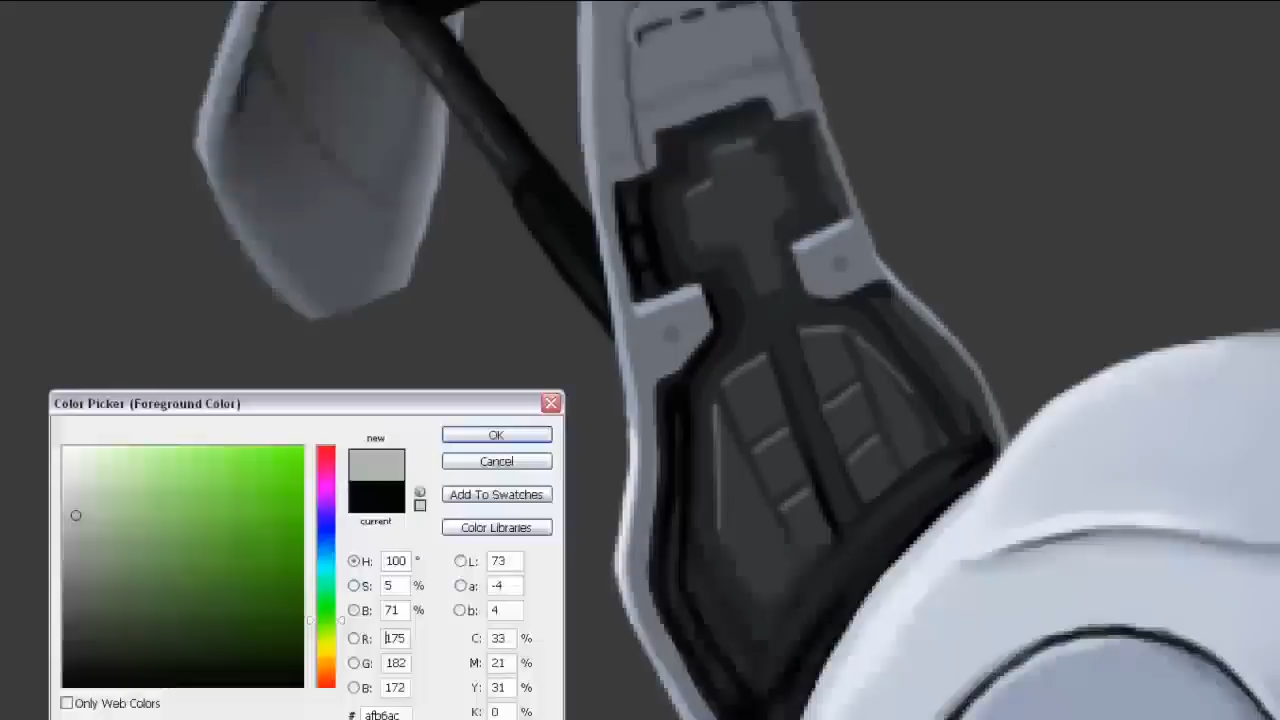 Color Picker (Foreground Color)
new
current
OK
Cancel
Add To Swatches
Color Libraries
H: 100 °
S: 5 %
B: 71 %
R: 175
G: 182
B: 172
# afb6ac
L: 73
a: -4
b: 4
C: 33 %
M: 21 %
Y: 31 %
K: 0 %
Only Web Colors